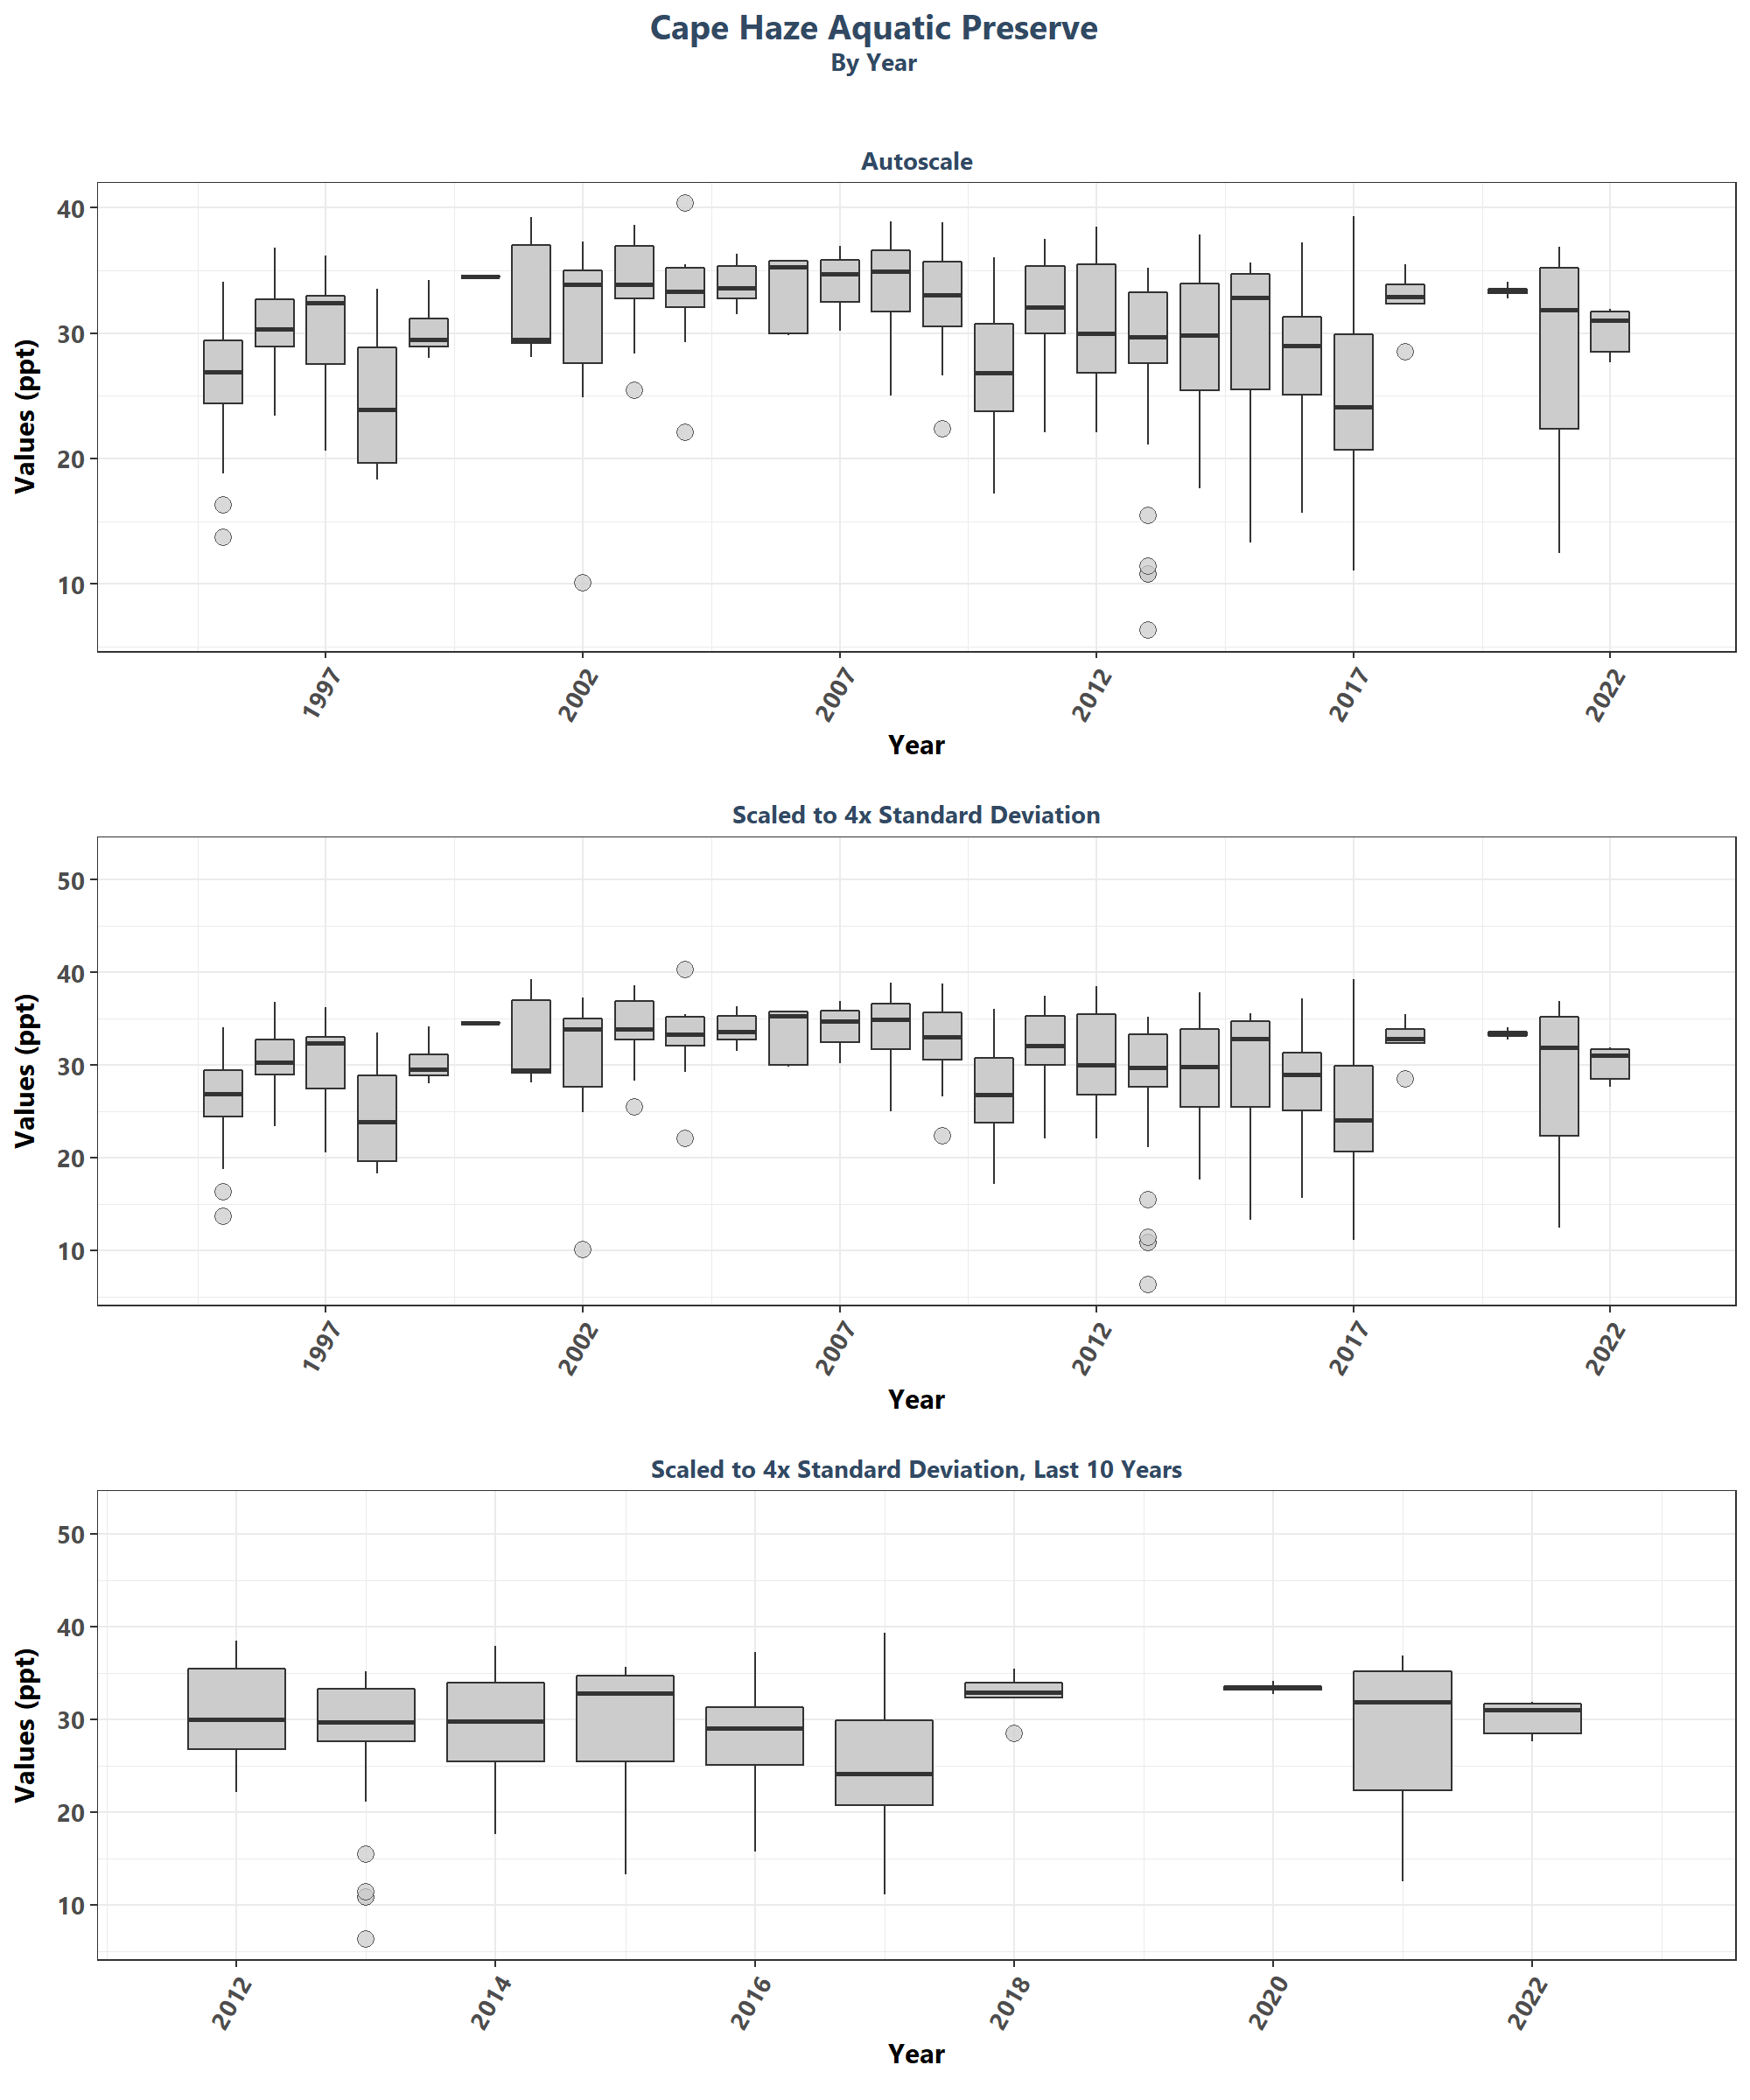 Cape Haze Aquatic Preserve
By Year
Autoscale
Values (ppt)
40
30
20
10
1997 2002 2007 2012 2017 2022
Year
Scaled to 4x Standard Deviation
Values (ppt)
50
40
30
20
10
1997 2002 2007 2012 2017 2022
Year
Scaled to 4x Standard Deviation, Last 10 Years
Values (ppt)
50
40
30
20
10
2012 2014 2016 2018 2020 2022
Year